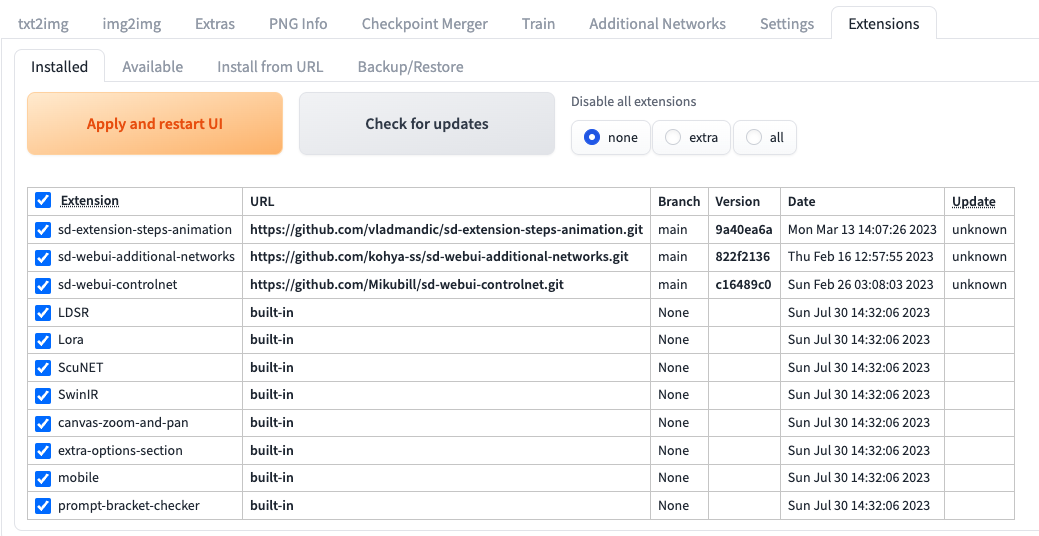 txt2img img2img Extras PNG Info Checkpoint Merger Train Additional Networks Settings Extensions
Installed Available Install from URL Backup/Restore
Disable all extensions
Apply and restart UI Check for updates none extra all
Extension URL Branch Version Date Update
sd-extension-steps-animation https://github.com/vladmandic/sd-extension-steps-animation.git main 9a40ea6a Mon Mar 13 14:07:26 2023 unknown
sd-webui-additional-networks https://github.com/kohya-ss/sd-webui-additional-networks.git main 822f2136 Thu Feb 16 12:57:55 2023 unknown
sd-webui-controlnet https://github.com/Mikubill/sd-webui-controlnet.git main c16489c0 Sun Feb 26 03:08:03 2023 unknown
LDSR built-in None Sun Jul 30 14:32:06 2023
Lora built-in None Sun Jul 30 14:32:06 2023
ScuNET built-in None Sun Jul 30 14:32:06 2023
SwinIR built-in None Sun Jul 30 14:32:06 2023
canvas-zoom-and-pan built-in None Sun Jul 30 14:32:06 2023
extra-options-section built-in None Sun Jul 30 14:32:06 2023
mobile built-in None Sun Jul 30 14:32:06 2023
prompt-bracket-checker built-in None Sun Jul 30 14:32:06 2023